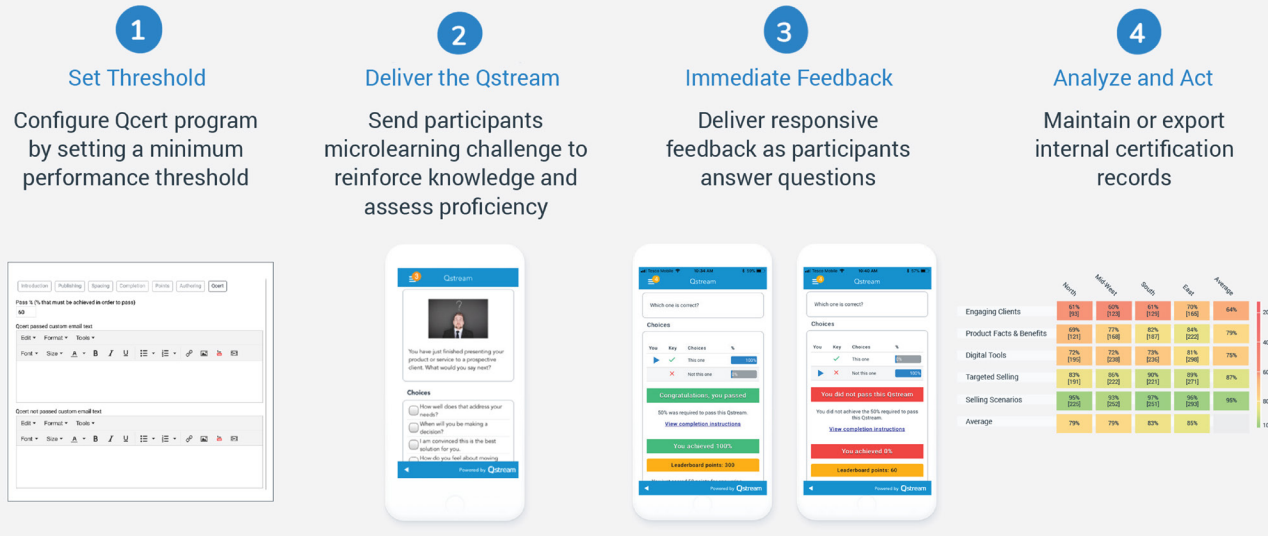 1
Set Threshold
Configure Qcert program
by setting a minimum
performance threshold
2
Deliver the Qstream
Send participants
microlearning challenge to
reinforce knowledge and
assess proficiency
3
Immediate Feedback
Deliver responsive
feedback as participants
answer questions
4
Analyze and Act
Maintain or export
internal certification
records
Introduction Publishing Spacing Completion Points Authoring Qcert
Pass % (% that must be achieved in order to pass)
60
Qcert passed custom email text
Edit Format Tools
Font Size A B I U
Qcert not passed custom email text
Edit Format Tools
Font Size A B I U
3
Qstream
You have just finished presenting your
product or service to a prospective
client. What would you say next?
Choices
How well does that address your
needs?
When will you be making a
decision?
I am convinced this is the best
solution for you.
How do you feel about moving
Powered by Qstream
Qstream
Which one is correct?
Choices
You Key Choices %
This one 100%
Not this one 0%
Congratulations, you passed
50% was required to pass this Qstream.
View completion instructions
You achieved 100%
Leaderboard points: 300
Powered by Qstream
10:46 AM
Qstream
Which one is correct?
Choices
You Key Choices %
This one 0%
Not this one 100%
You did not pass this Qstream
You did not achieve the 50% required to pass
this Qstream.
View completion instructions
You achieved 0%
Leaderboard points: 60
Powered by Qstream
North Mid-West South East Average
Engaging Clients 61% 60% 61% 70% 64%
[93] [123] [129] [165]
Product Facts & Benefits 69% 77% 82% 84% 79%
[121] [168] [187] [222]
Digital Tools 72% 72% 73% 81% 75%
[195] [238] [236] [298]
Targeted Selling 83% 86% 90% 89% 87%
[191] [222] [221] [271]
Selling Scenarios 95% 93% 97% 96% 95%
[225] [252] [251] [293]
Average 79% 79% 83% 85%